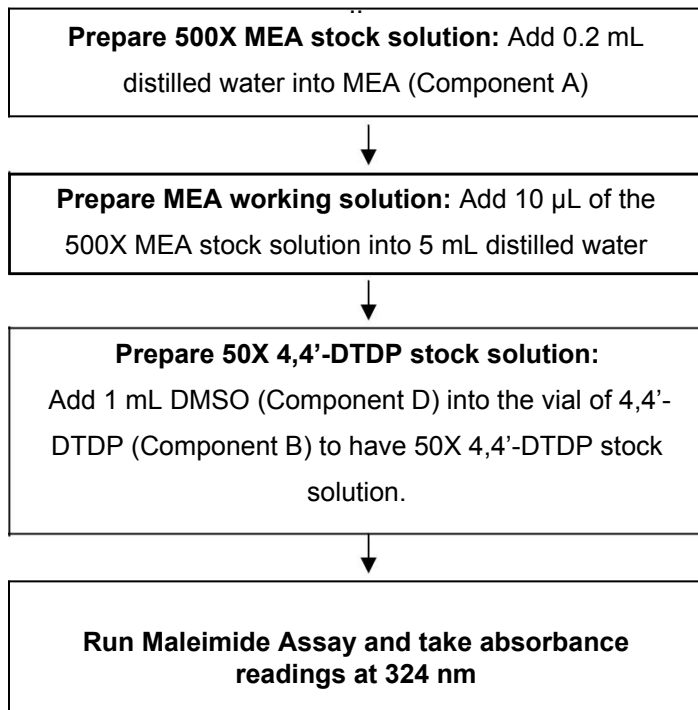 Prepare 500X MEA stock solution: Add 0.2 mL
distilled water into MEA (Component A)
Prepare MEA working solution: Add 10 µL of the
500X MEA stock solution into 5 mL distilled water
Prepare 50X 4,4’-DTDP stock solution:
Add 1 mL DMSO (Component D) into the vial of 4,4’-
DTDP (Component B) to have 50X 4,4’-DTDP stock
solution.
Run Maleimide Assay and take absorbance
readings at 324 nm